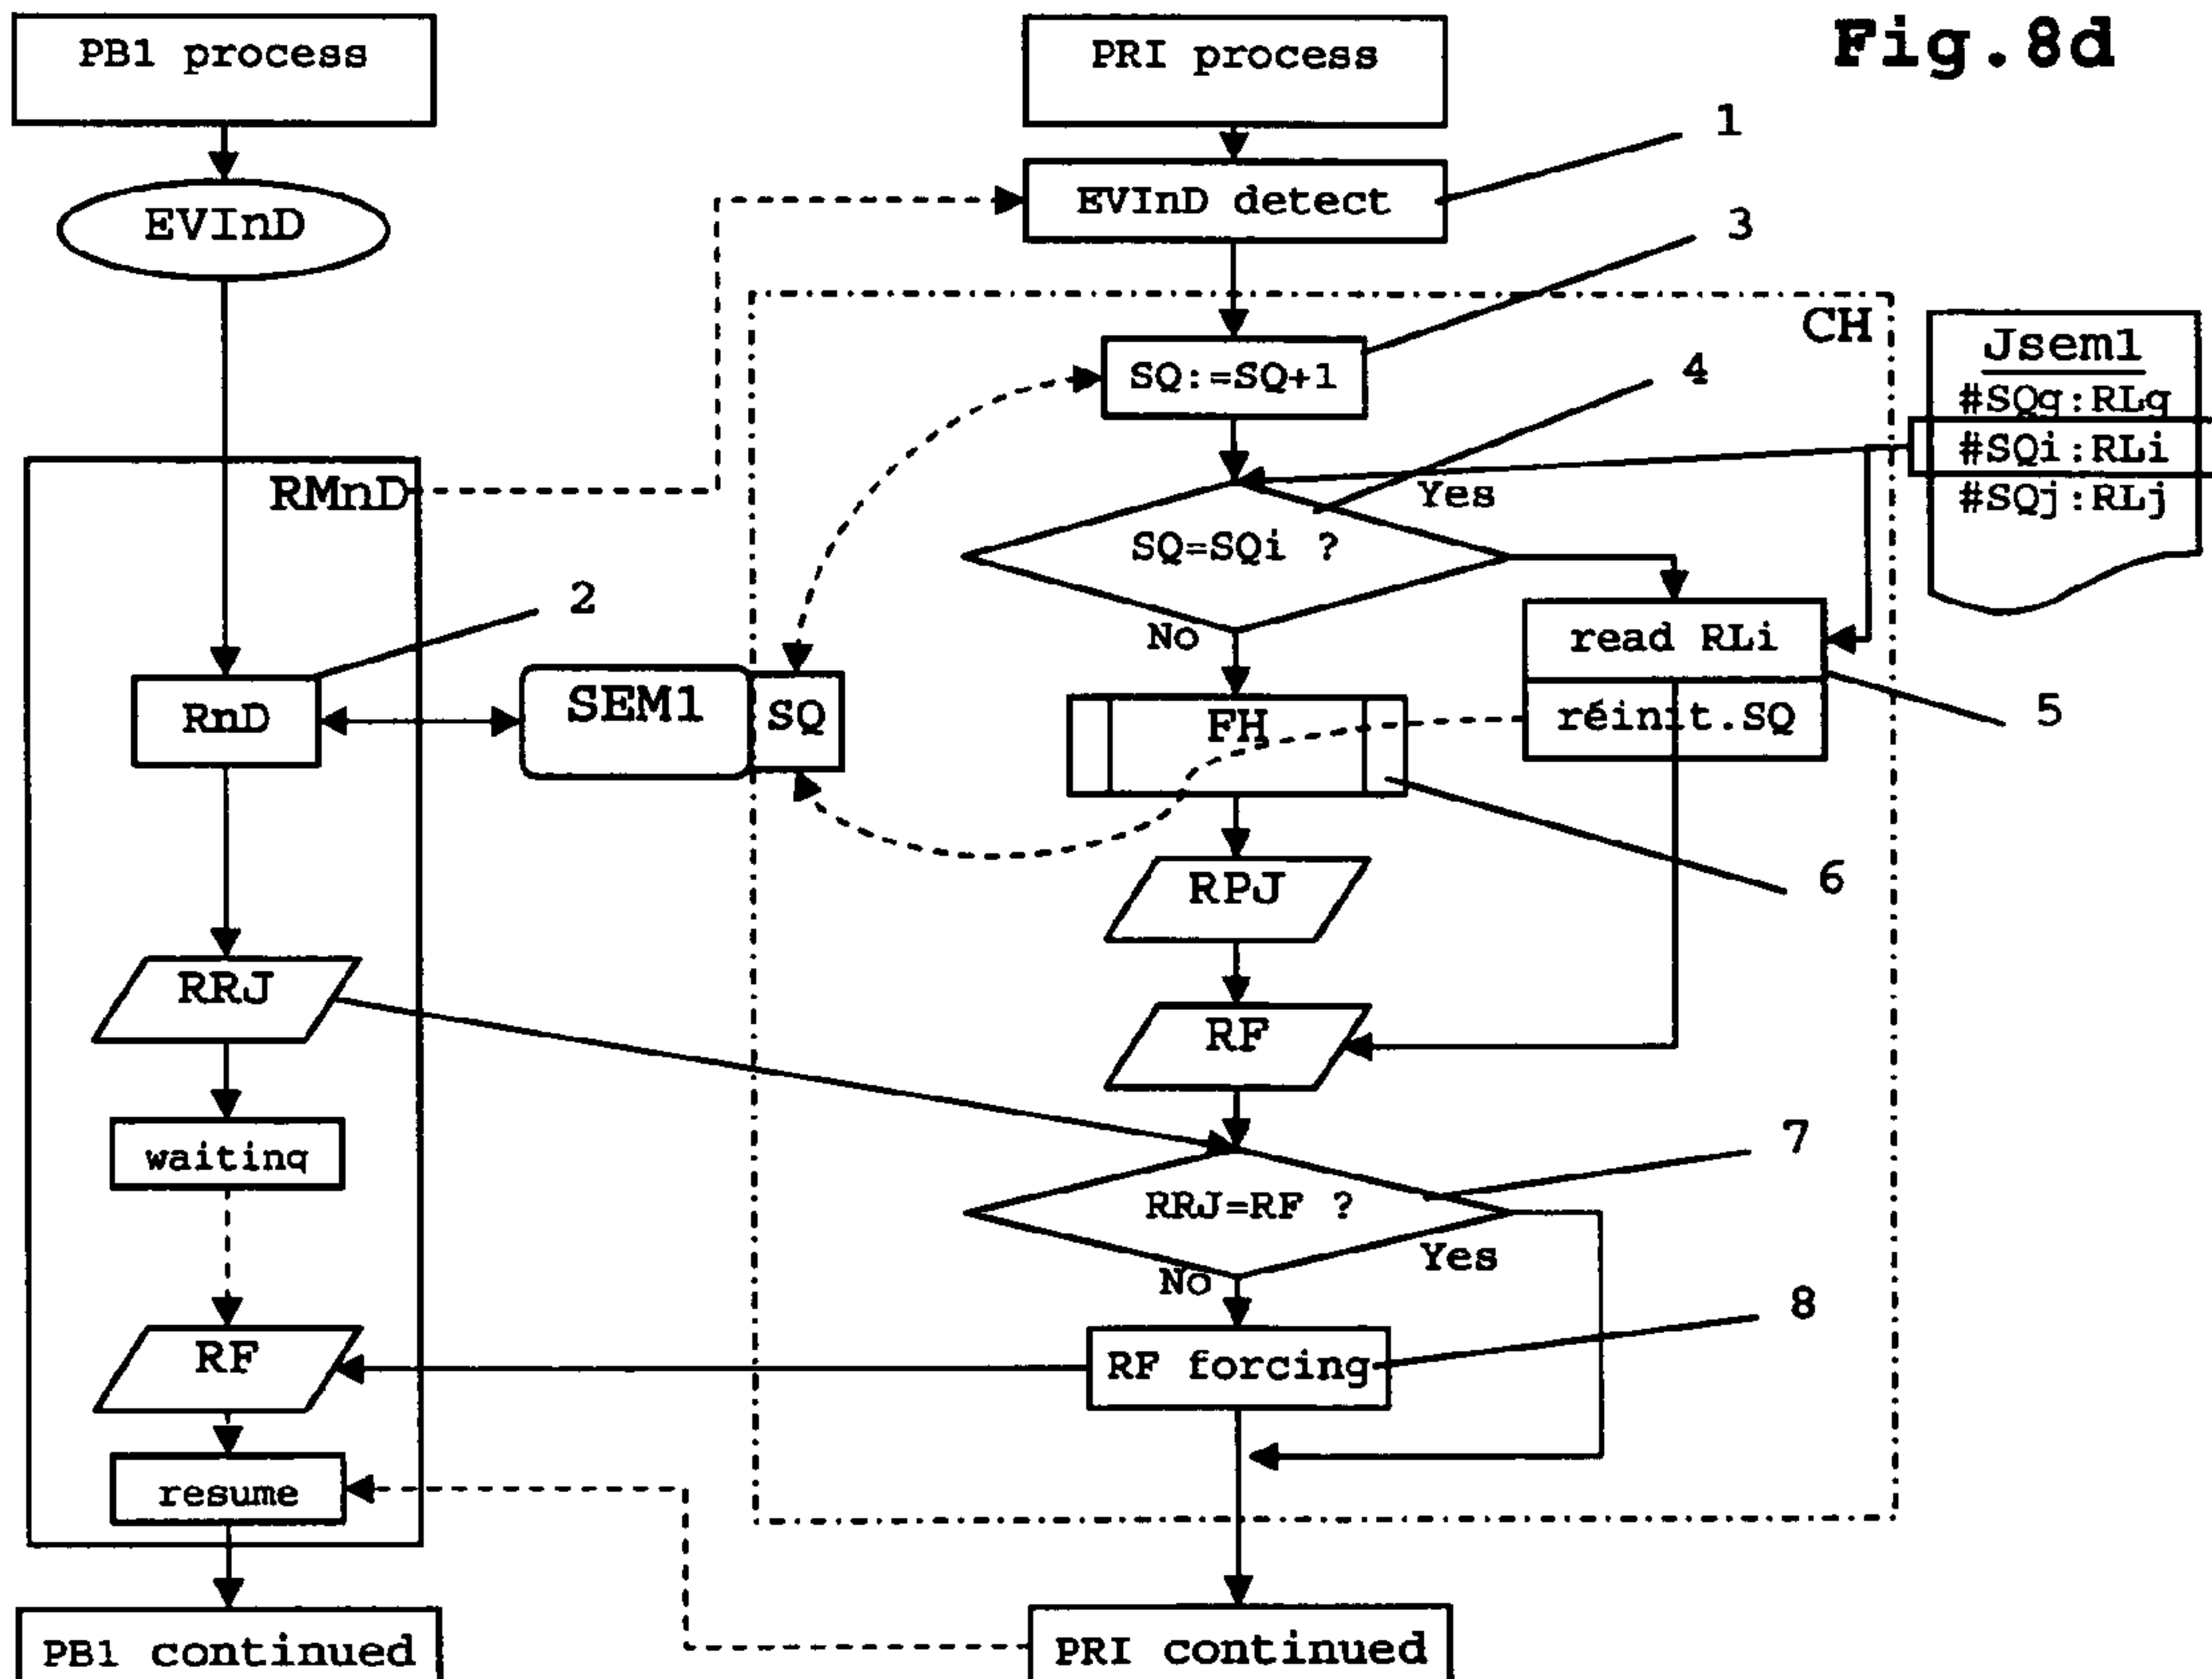 Fig.8d
PB1 process
PRI process
1
EVInD
EVInD detect
3
CH
Jsem1
#SQq:RLq
#SQi:RLi
#SQj:RLj
SQ:=SQ+1
4
RMnD
Yes
SQ=SQi ?
No
2
read RLi
réinit.SQ
5
RnD
SEM1
SQ
FH
6
RPJ
RRJ
RF
waiting
7
RRJ=RF ?
Yes
No
8
RF
RF forcing
resume
PB1 continued
PRI continued